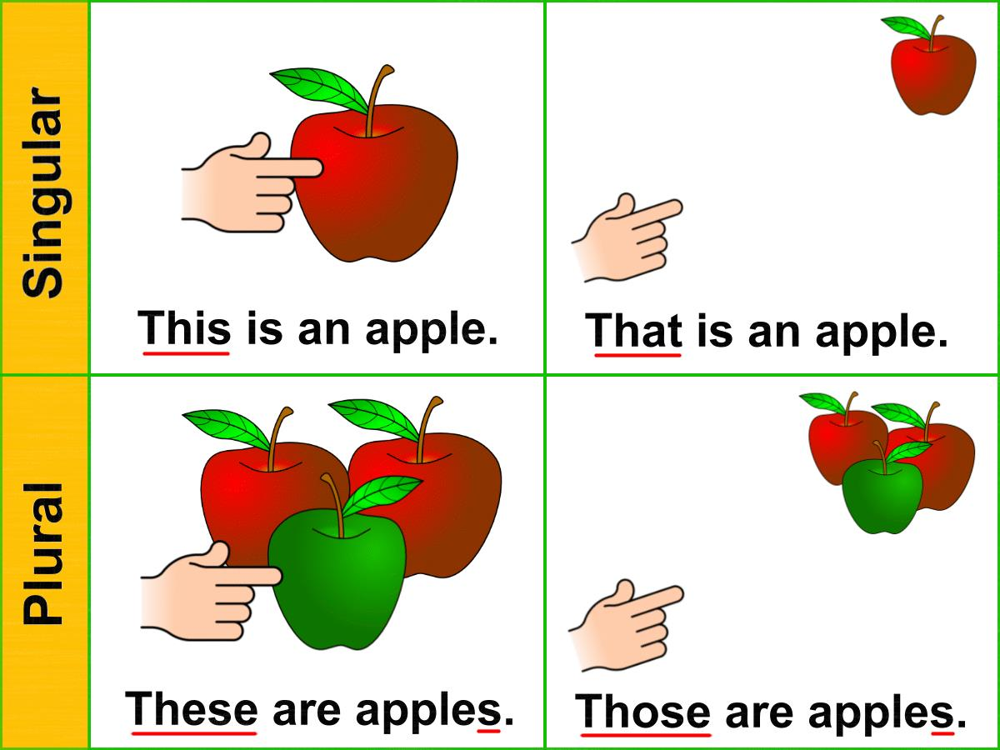 Singular
This is an apple.
That is an apple.
Plural
These are apples.
Those are apples.